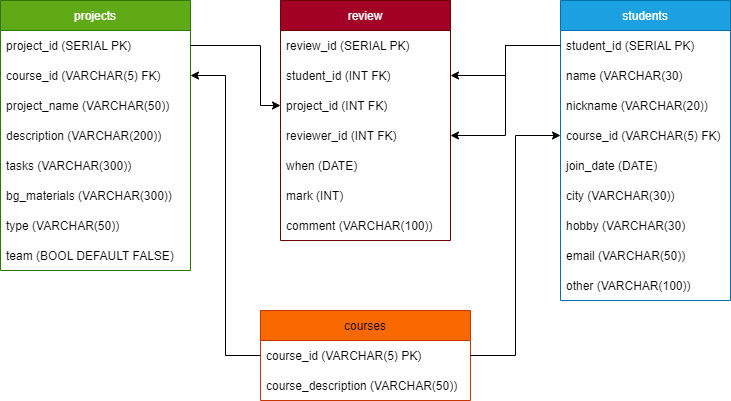 projects
project_id (SERIAL PK)
course_id (VARCHAR(5) FK)
project_name (VARCHAR(50))
description (VARCHAR(200))
tasks (VARCHAR(300))
bg_materials (VARCHAR(300))
type (VARCHAR(50))
team (BOOL DEFAULT FALSE)
review
review_id (SERIAL PK)
student_id (INT FK)
project_id (INT FK)
reviewer_id (INT FK)
when (DATE)
mark (INT)
comment (VARCHAR(100))
students
student_id (SERIAL PK)
name (VARCHAR(30)
nickname (VARCHAR(20))
course_id (VARCHAR(5) FK)
join_date (DATE)
city (VARCHAR(30))
hobby (VARCHAR(30)
email (VARCHAR(50))
other (VARCHAR(100))
courses
course_id (VARCHAR(5) PK)
course_description (VARCHAR(50))